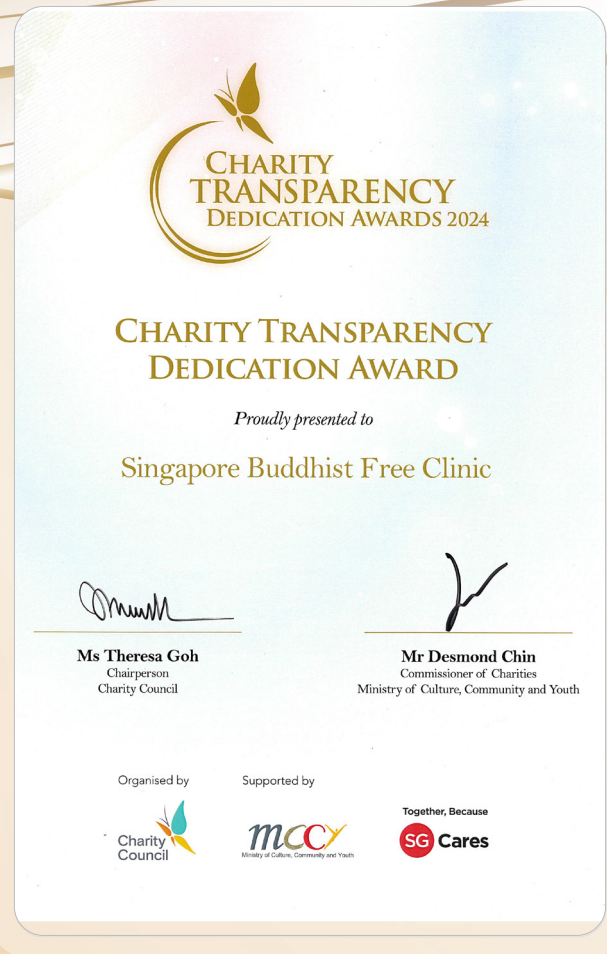 CHARITY
TRANSPARENCY
DEDICATION AWARDS 2024
CHARITY TRANSPARENCY
DEDICATION AWARD
Proudly presented to
Singapore Buddhist Free Clinic
Ms Theresa Goh
Chairperson
Charity Council
Mr Desmond Chin
Commissioner of Charities
Ministry of Culture, Community and Youth
Organised by
Supported by
Charity
Council
mccy
Ministry of Culture, Community and Youth
Together, Because
SG Cares